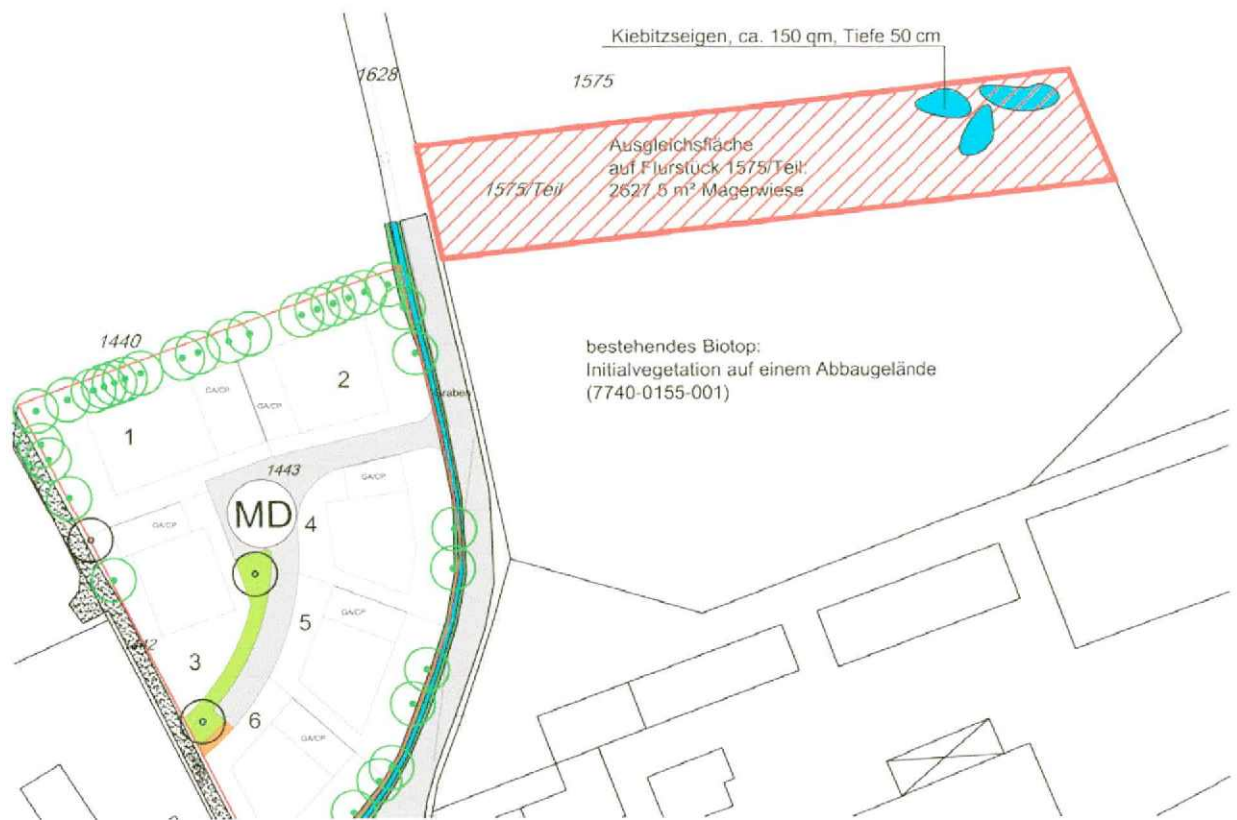 Kiebitzseigen, ca. 150 qm, Tiefe 50 cm
1628
1575
Ausgleichsfläche
auf Flurstück 1575/Teil:
2627,5 m² Magerwiese
1575/Teil
1440
bestehendes Biotop:
Initialvegetation auf einem Abbaugelände
(7740-0155-001)
2
GA/CP
GA/CP
1
1443
GA/CP
MD
4
GA/CP
5
GA/CP
3
6
GA/CP